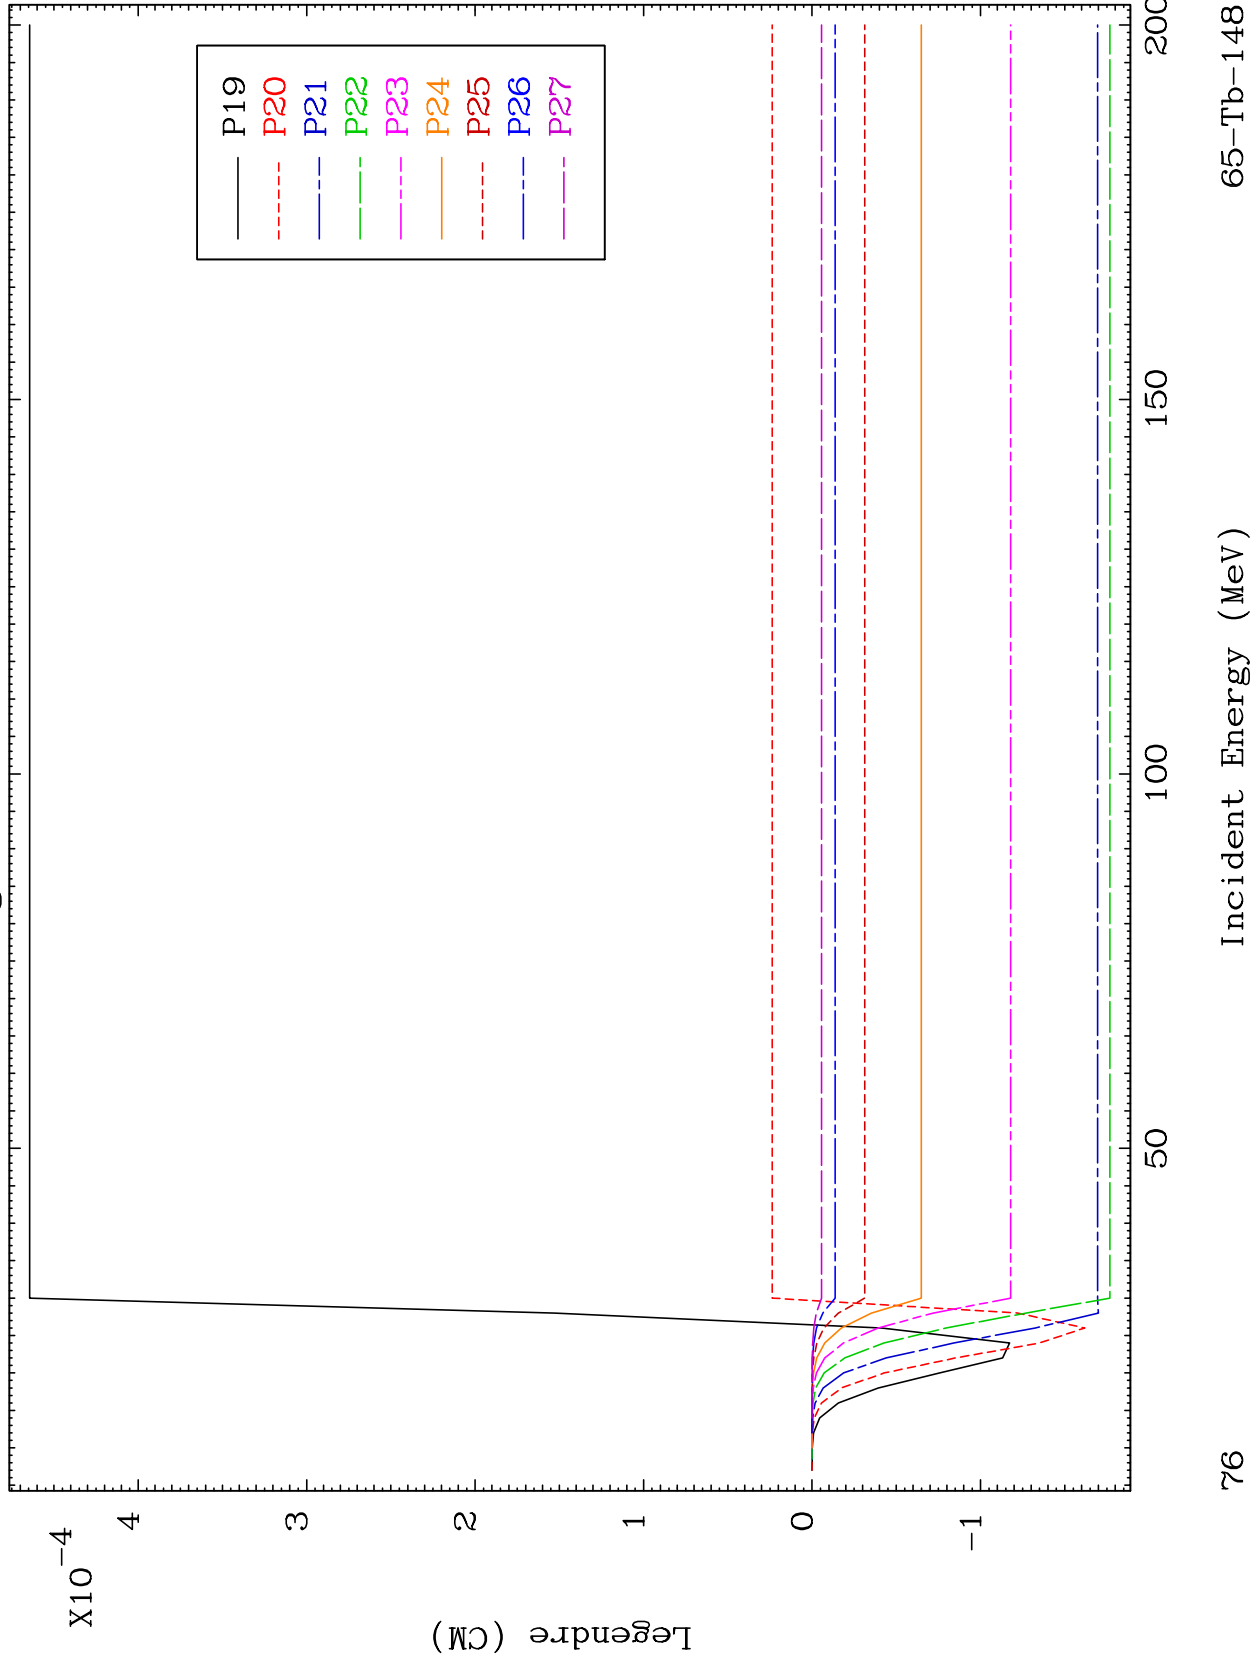 X10-4
4
3
2
1
0
-1
Legendre (CM)
P19
P20
P21
P22
P23
P24
P25
P26
P27
50
100
150
200
Incident Energy (MeV)
76
65-Tb-148